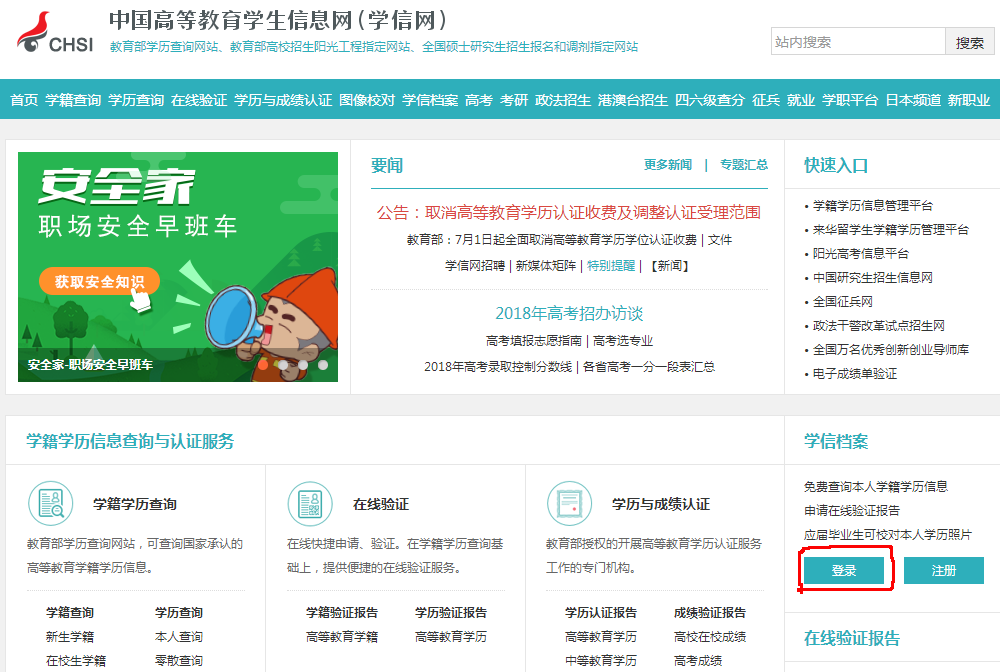 CHSI
中国高等教育学生信息网（学信网）
教育部学历查询网站、教育部高校招生阳光工程指定网站、全国硕士研究生招生报名和调剂指定网站
站内搜索
搜索
首页 学籍查询 学历查询 在线验证 学历与成绩认证 图像校对 学信档案 高考 考研 政法招生 港澳台招生 四六级查分 征兵 就业 学职平台 日本频道 新职业
安全家
职场安全早班车
获取安全知识
安全家-职场安全早班车
要闻
更多新闻 | 专题汇总
公告：取消高等教育学历认证收费及调整认证受理范围
教育部：7月1日起全面取消高等教育学历学位认证收费 | 文件
学信网招聘 | 新媒体矩阵 | 特别提醒 | 【新闻】
2018年高考招办访谈
高考填报志愿指南 | 高考选专业
2018年高考录取控制分数线 | 各省高考一分一段表汇总
快速入口
• 学籍学历信息管理平台
• 来华留学生学籍学历管理平台
• 阳光高考信息平台
• 中国研究生招生信息网
• 全国征兵网
• 政法干警改革试点招生网
• 全国万名优秀创新创业导师库
• 电子成绩单验证
学籍学历信息查询与认证服务
学籍学历查询
教育部学历查询网站，可查询国家承认的
高等教育学籍学历信息。
学籍查询 学历查询
新生学籍 本人查询
在校生学籍 零散查询
在线验证
在线快捷申请、验证。在学籍学历查询基
础上，提供便捷的在线验证服务。
学籍验证报告 学历验证报告
高等教育学籍 高等教育学历
学历与成绩认证
教育部授权的开展高等教育学历认证服务
工作的专门机构。
学历认证报告 成绩验证报告
高等教育学历 高校在校成绩
中等教育学历 高考成绩
学信档案
免费查询本人学籍学历信息
申请在线验证报告
应届毕业生可校对本人学历照片
登录
注册
在线验证报告